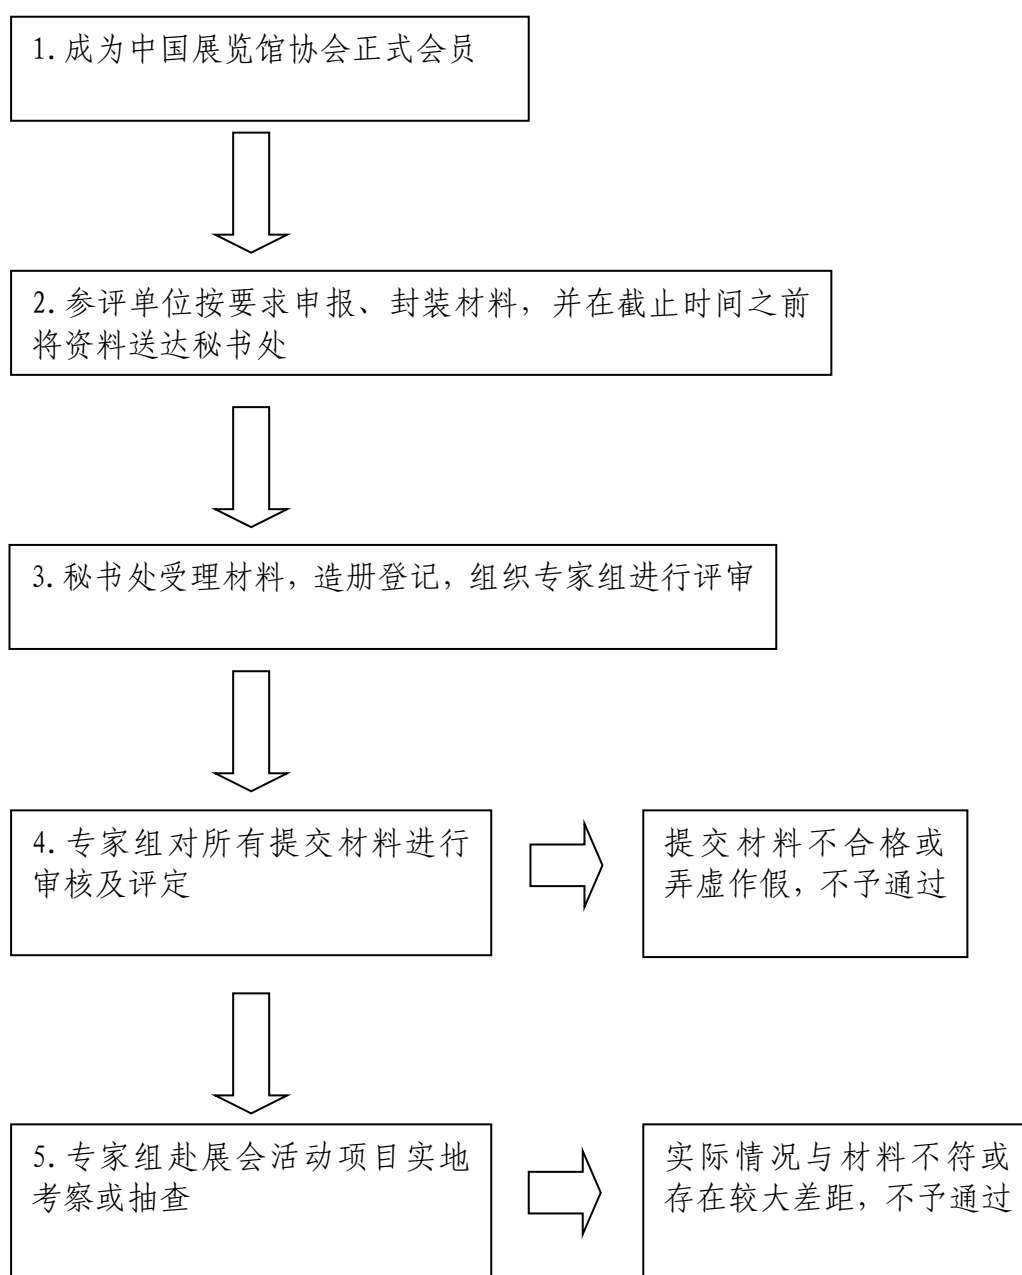 1.成为中国展览馆协会正式会员
2.参评单位按要求申报、封装材料，并在截止时间之前
将资料送达秘书处
3.秘书处受理材料，造册登记，组织专家组进行评审
4.专家组对所有提交材料进行
审核及评定
提交材料不合格或
弄虚作假，不予通过
5.专家组赴展会活动项目实地
考察或抽查
实际情况与材料不符或
存在较大差距，不予通过